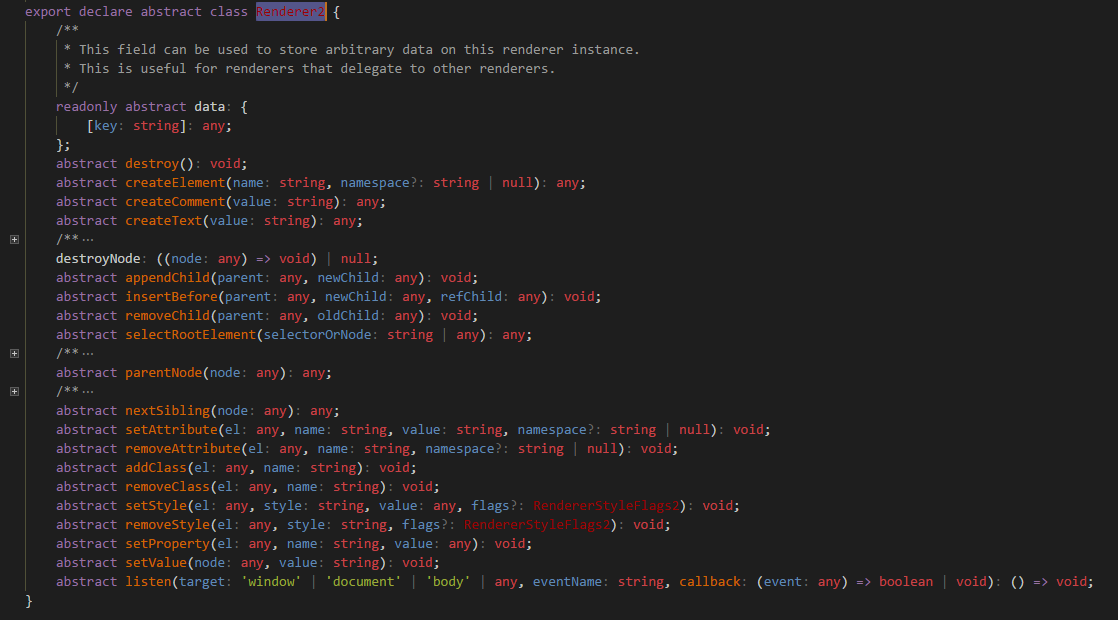 export declare abstract class Renderer2 {
    /**
     * This field can be used to store arbitrary data on this renderer instance.
     * This is useful for renderers that delegate to other renderers.
     */
    readonly abstract data: {
        [key: string]: any;
    };
    abstract destroy(): void;
    abstract createElement(name: string, namespace?: string | null): any;
    abstract createComment(value: string): any;
    abstract createText(value: string): any;
    /** ...
    destroyNode: ((node: any) => void) | null;
    abstract appendChild(parent: any, newChild: any): void;
    abstract insertBefore(parent: any, newChild: any, refChild: any): void;
    abstract removeChild(parent: any, oldChild: any): void;
    abstract selectRootElement(selectorOrNode: string | any): any;
    /** ...
    abstract parentNode(node: any): any;
    /** ...
    abstract nextSibling(node: any): any;
    abstract setAttribute(el: any, name: string, value: string, namespace?: string | null): void;
    abstract removeAttribute(el: any, name: string, namespace?: string | null): void;
    abstract addClass(el: any, name: string): void;
    abstract removeClass(el: any, name: string): void;
    abstract setStyle(el: any, style: string, value: any, flags?: RendererStyleFlags2): void;
    abstract removeStyle(el: any, style: string, flags?: RendererStyleFlags2): void;
    abstract setProperty(el: any, name: string, value: any): void;
    abstract setValue(node: any, value: string): void;
    abstract listen(target: 'window' | 'document' | 'body' | any, eventName: string, callback: (event: any) => boolean | void): () => void;
}